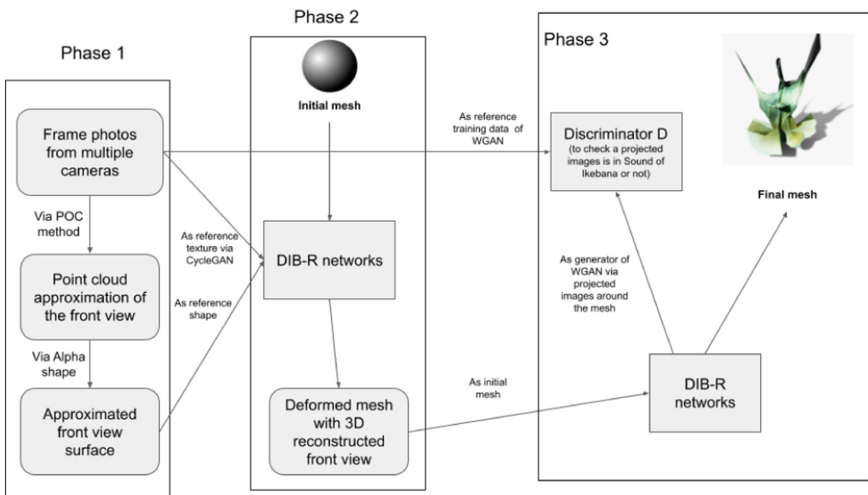 Phase 1
Frame photos
from multiple
cameras
Via POC
method
Point cloud
approximation of
the front view
Via Alpha
shape
Approximated
front view
surface
As reference
texture via
CycleGAN
As reference
shape
Phase 2
Initial mesh
DIB-R networks
Deformed mesh
with 3D
reconstructed
front view
As reference
training data of
WGAN
As initial
mesh
Phase 3
Discriminator D
(to check a projected
images is in Sound of
Ikebana or not)
As generator of
WGAN via
projected
images around
the mesh
DIB-R
networks
Final mesh